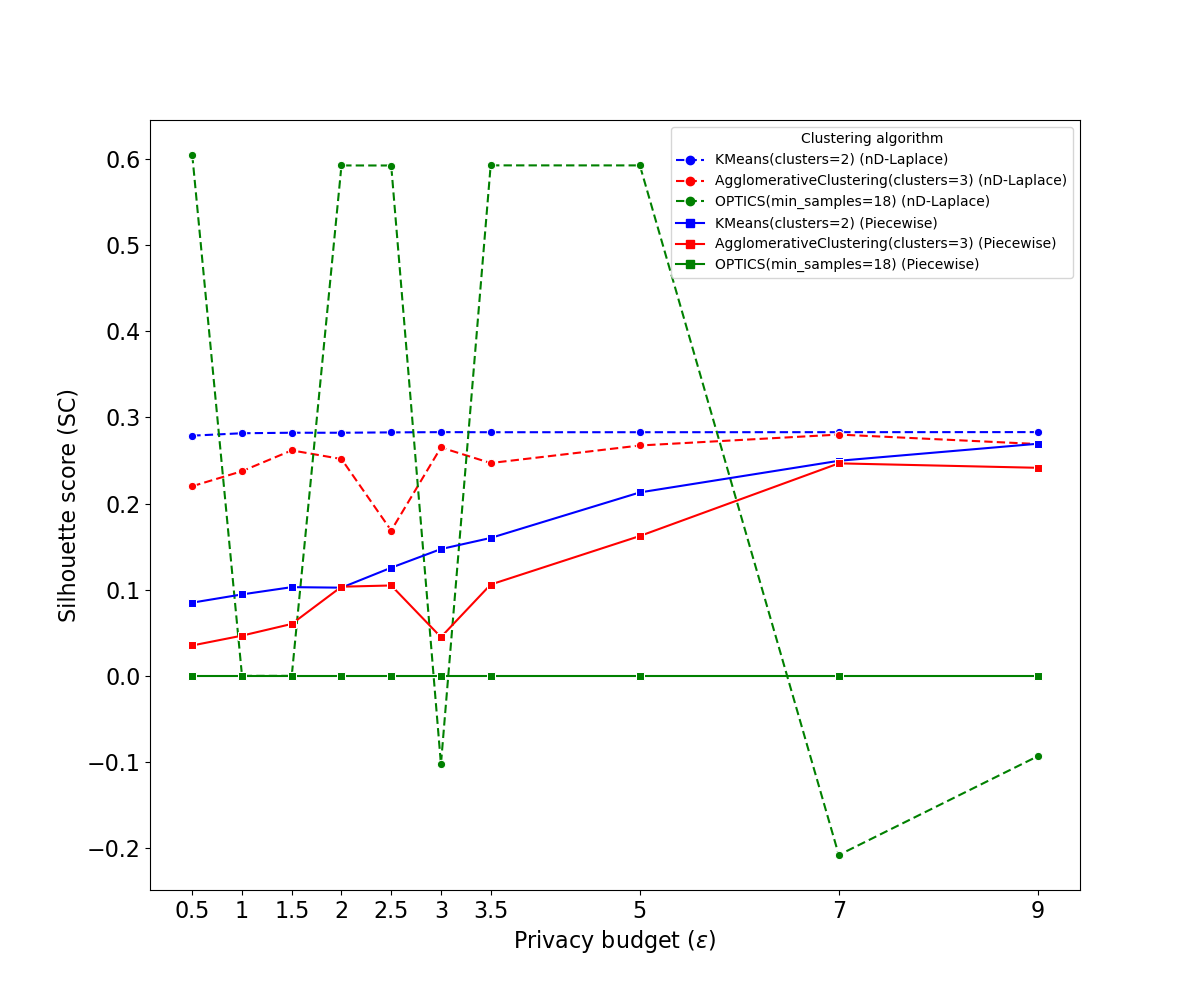 Clustering algorithm
KMeans(clusters=2) (nD-Laplace)
AgglomerativeClustering(clusters=3) (nD-Laplace)
OPTICS(min_samples=18) (nD-Laplace)
KMeans(clusters=2) (Piecewise)
AgglomerativeClustering(clusters=3) (Piecewise)
OPTICS(min_samples=18) (Piecewise)
Silhouette score (SC)
0.6
0.5
0.4
0.3
0.2
0.1
0.0
−0.1
−0.2
0.5 1 1.5 2 2.5 3 3.5 5 7 9
Privacy budget (ε)